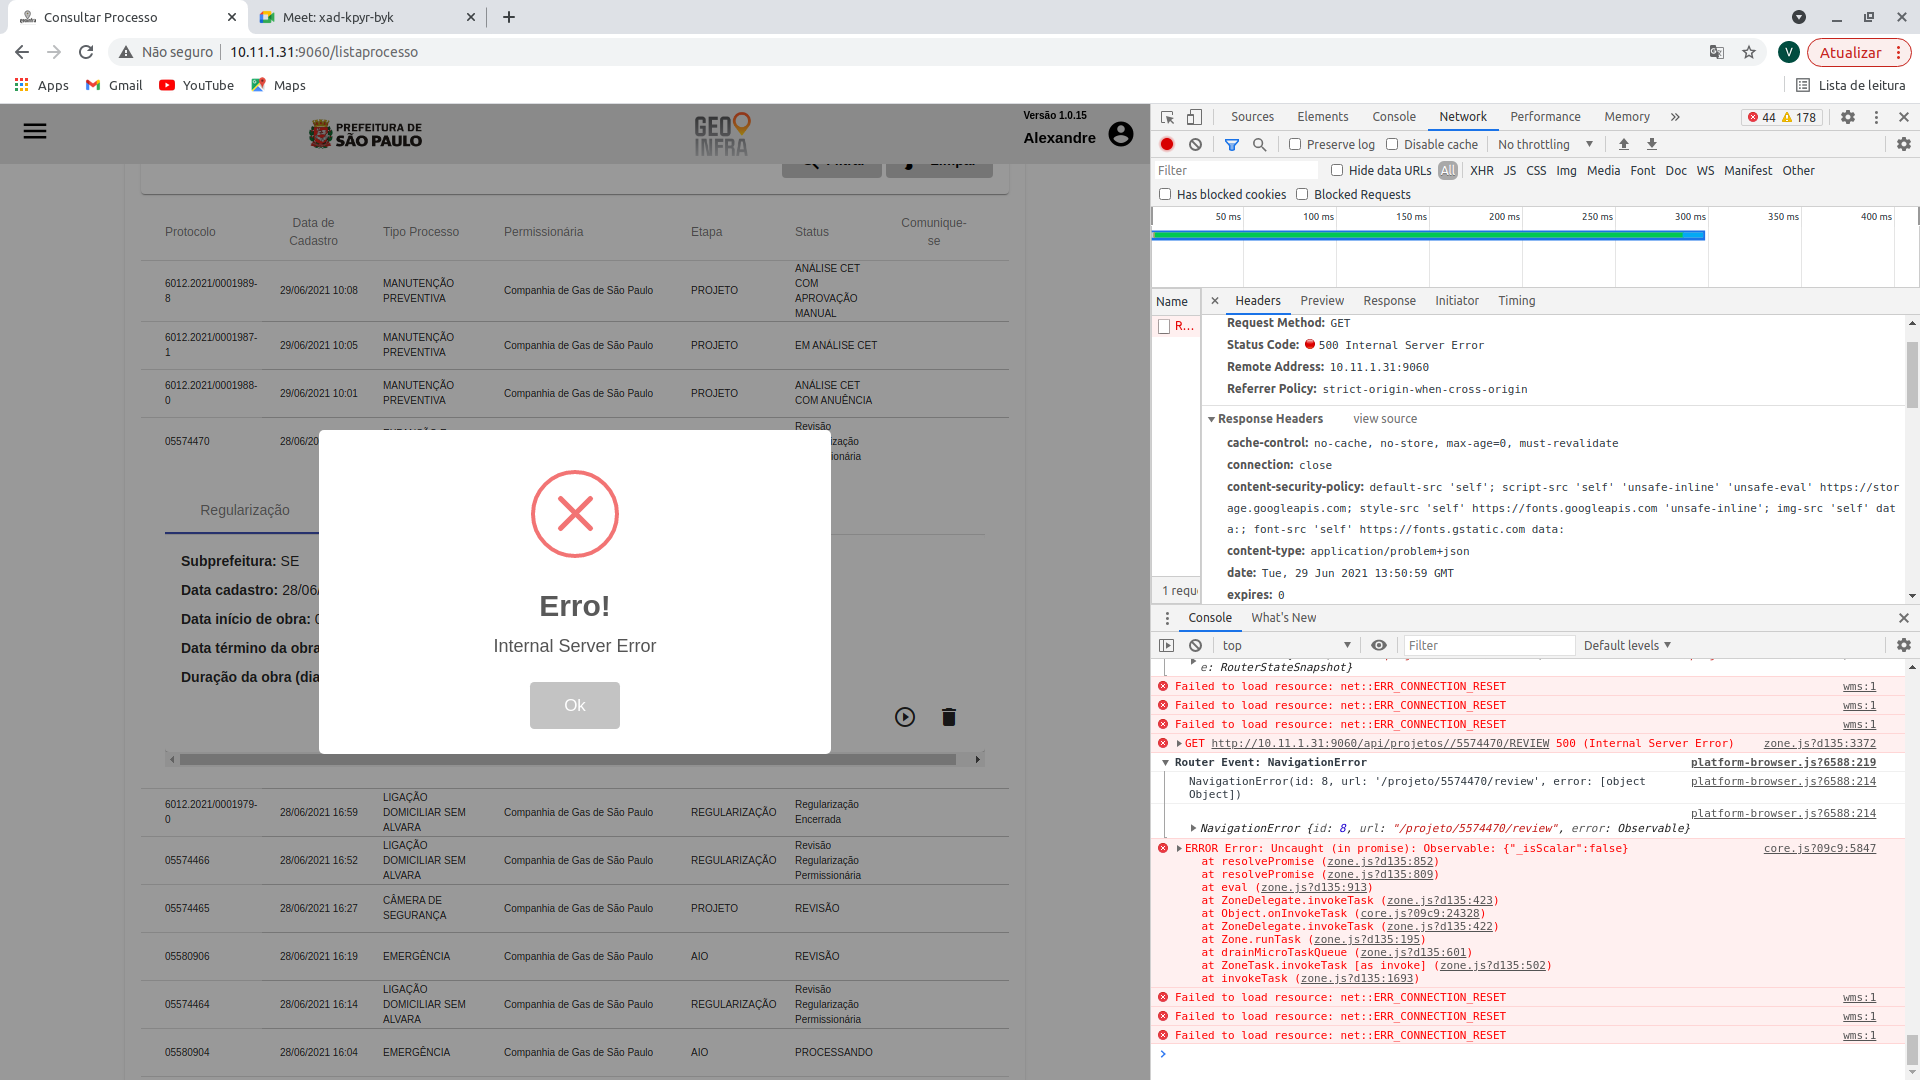 Consultar Processo
Meet: xad-kpyr-byk
Não seguro
10.11.1.31:9060/listaprocesso
V
Atualizar
Apps
Gmail
YouTube
Maps
Lista de leitura
PREFEITURA DE
SÃO PAULO
GEO
INFRA
Versão 1.0.15
Alexandre
Protocolo
Data de
Cadastro
Tipo Processo
Permissionária
Etapa
Status
Comunique-
se
6012.2021/0001989-
8
29/06/2021 10:08
MANUTENÇÃO
PREVENTIVA
Companhia de Gas de São Paulo
PROJETO
ANÁLISE CET
COM
APROVAÇÃO
MANUAL
6012.2021/0001987-
1
29/06/2021 10:05
MANUTENÇÃO
PREVENTIVA
Companhia de Gas de São Paulo
PROJETO
EM ANÁLISE CET
6012.2021/0001988-
0
29/06/2021 10:01
MANUTENÇÃO
PREVENTIVA
Companhia de Gas de São Paulo
PROJETO
ANÁLISE CET
COM ANUÊNCIA
05574470
28/06/20
Revisão
Regularização
Subprefeitura: SE
Data cadastro: 28/06/
Data início de obra:
Data término da obra
Duração da obra (dia
Erro!
Internal Server Error
Ok
6012.2021/0001979-
0
28/06/2021 16:59
LIGAÇÃO
DOMICILIAR SEM
ALVARA
Companhia de Gas de São Paulo
REGULARIZAÇÃO
Regularização
Encerrada
05574466
28/06/2021 16:52
LIGAÇÃO
DOMICILIAR SEM
ALVARA
Companhia de Gas de São Paulo
REGULARIZAÇÃO
Revisão
Regularização
Permissionária
05574465
28/06/2021 16:27
CÂMERA DE
SEGURANÇA
Companhia de Gas de São Paulo
PROJETO
REVISÃO
05580906
28/06/2021 16:19
EMERGÊNCIA
Companhia de Gas de São Paulo
AIO
REVISÃO
05574464
28/06/2021 16:14
LIGAÇÃO
DOMICILIAR SEM
ALVARA
Companhia de Gas de São Paulo
REGULARIZAÇÃO
Revisão
Regularização
Permissionária
05580904
28/06/2021 16:04
EMERGÊNCIA
Companhia de Gas de São Paulo
AIO
PROCESSANDO
Sources
Elements
Console
Network
Performance
Memory
»
44
178
Preserve log
Disable cache
No throttling
Filter
Hide data URLs
All
XHR
JS
CSS
Img
Media
Font
Doc
WS
Manifest
Other
Has blocked cookies
Blocked Requests
50 ms
100 ms
150 ms
200 ms
250 ms
300 ms
350 ms
400 ms
Name
R...
1 requ
Headers
Preview
Response
Initiator
Timing
Request Method: GET
Status Code: 500 Internal Server Error
Remote Address: 10.11.1.31:9060
Referrer Policy: strict-origin-when-cross-origin
Response Headers
view source
cache-control: no-cache, no-store, max-age=0, must-revalidate
connection: close
content-security-policy: default-src 'self'; script-src 'self' 'unsafe-inline' 'unsafe-eval' https://stor
age.googleapis.com; style-src 'self' https://fonts.googleapis.com 'unsafe-inline'; img-src 'self' dat
a:; font-src 'self' https://fonts.gstatic.com data:
content-type: application/problem+json
date: Tue, 29 Jun 2021 13:50:59 GMT
expires: 0
Console
What's New
top
Filter
Default levels
e: RouterStateSnapshot}
Failed to load resource: net::ERR_CONNECTION_RESET wms:1
Failed to load resource: net::ERR_CONNECTION_RESET wms:1
Failed to load resource: net::ERR_CONNECTION_RESET wms:1
GET http://10.11.1.31:9060/api/projetos//5574470/REVIEW 500 (Internal Server Error) zone.js?d135:3372
Router Event: NavigationError platform-browser.js?6588:219
NavigationError(id: 8, url: '/projeto/5574470/review', error: [object platform-browser.js?6588:214
Object])
platform-browser.js?6588:214
NavigationError {id: 8, url: "/projeto/5574470/review", error: Observable}
ERROR Error: Uncaught (in promise): Observable: {"_isScalar":false} core.js?09c9:5847
at resolvePromise (zone.js?d135:852)
at resolvePromise (zone.js?d135:809)
at eval (zone.js?d135:913)
at ZoneDelegate.invokeTask (zone.js?d135:423)
at Object.onInvokeTask (core.js?09c9:24328)
at ZoneDelegate.invokeTask (zone.js?d135:422)
at Zone.runTask (zone.js?d135:195)
at drainMicroTaskQueue (zone.js?d135:601)
at ZoneTask.invokeTask [as invoke] (zone.js?d135:502)
at invokeTask (zone.js?d135:1693)
Failed to load resource: net::ERR_CONNECTION_RESET wms:1
Failed to load resource: net::ERR_CONNECTION_RESET wms:1
Failed to load resource: net::ERR_CONNECTION_RESET wms:1